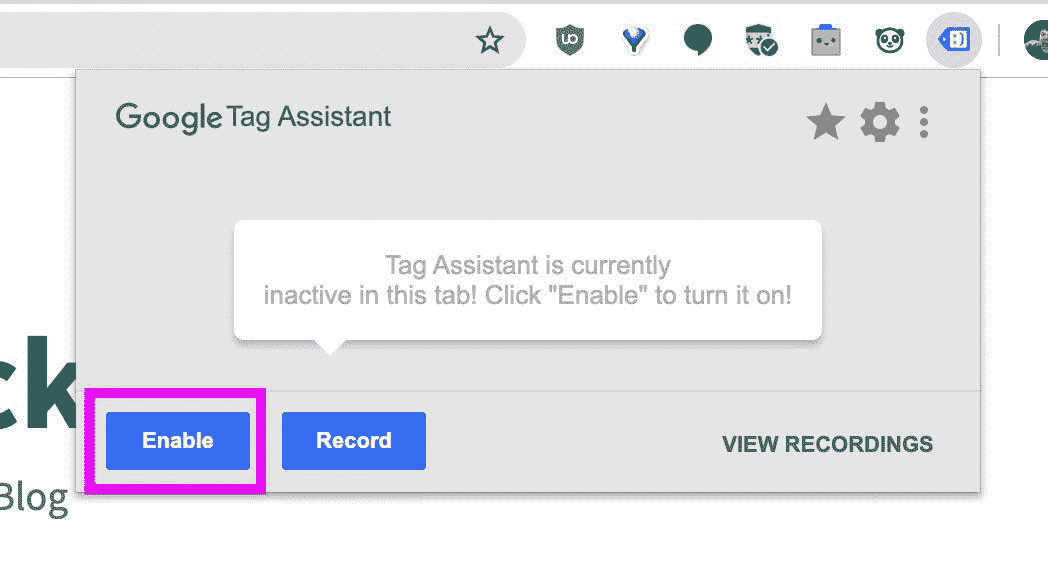 UO
Google Tag Assistant
Tag Assistant is currently
inactive in this tab! Click "Enable" to turn it on!
ck
Enable
Record
VIEW RECORDINGS
Blog